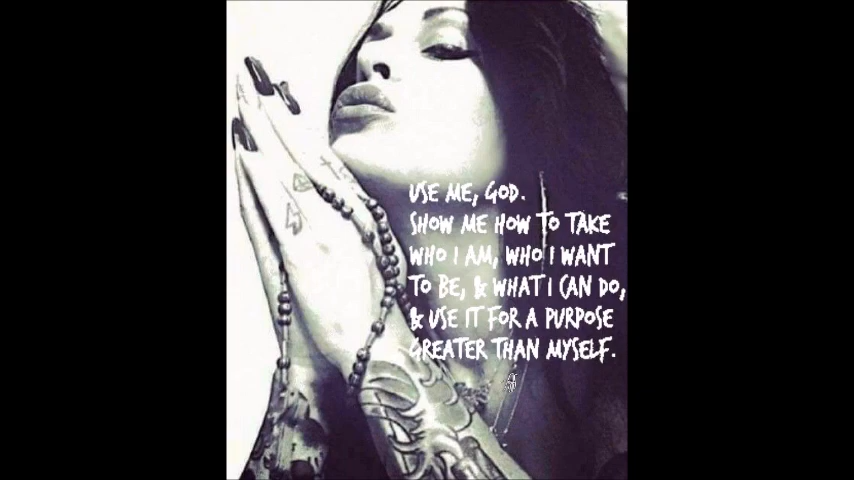 USE ME, GOD.
SHOW ME HOW TO TAKE
WHO I AM, WHO I WANT
TO BE, & WHAT I CAN DO,
& USE IT FOR A PURPOSE
GREATER THAN MYSELF.